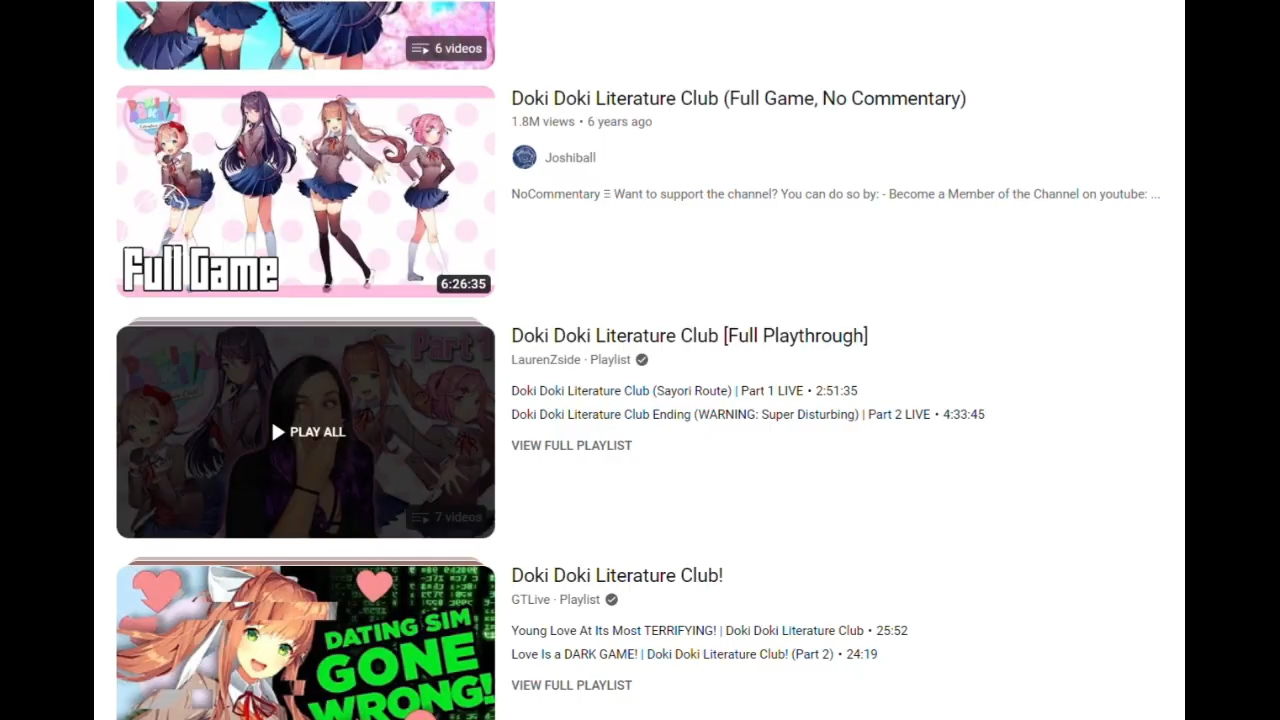 6 videos
Doki Doki Literature Club (Full Game, No Commentary)
1.8M views • 6 years ago
Joshiball
NoCommentary Ξ Want to support the channel? You can do so by: - Become a Member of the Channel on youtube: ...
Full Game
6:26:35
Doki Doki Literature Club [Full Playthrough]
LaurenZside · Playlist
Part 1
Doki Doki Literature Club (Sayori Route) | Part 1 LIVE • 2:51:35
Doki Doki Literature Club Ending (WARNING: Super Disturbing) | Part 2 LIVE • 4:33:45
PLAY ALL
VIEW FULL PLAYLIST
7 videos
Doki Doki Literature Club!
GTLive · Playlist
Young Love At Its Most TERRIFYING! | Doki Doki Literature Club • 25:52
Love Is a DARK GAME! | Doki Doki Literature Club! (Part 2) • 24:19
VIEW FULL PLAYLIST
DATING SIM
GONE
WRONG!